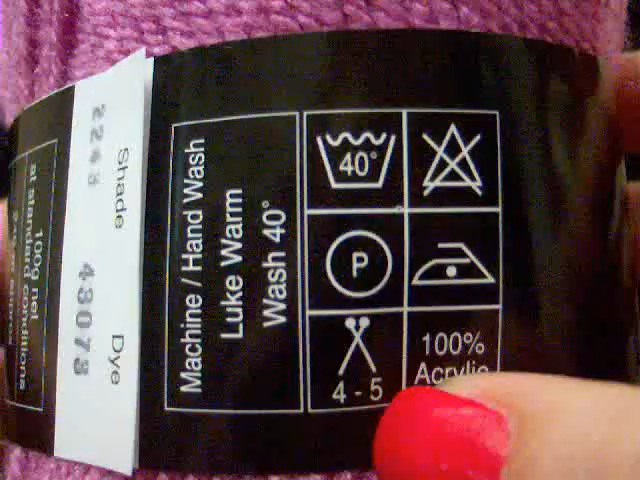 Machine / Hand Wash
Luke Warm
Wash 40°
40°
P
4 - 5
100%
Acrylic
Shade
2243
Dye
43073
100g net
at standard conditions